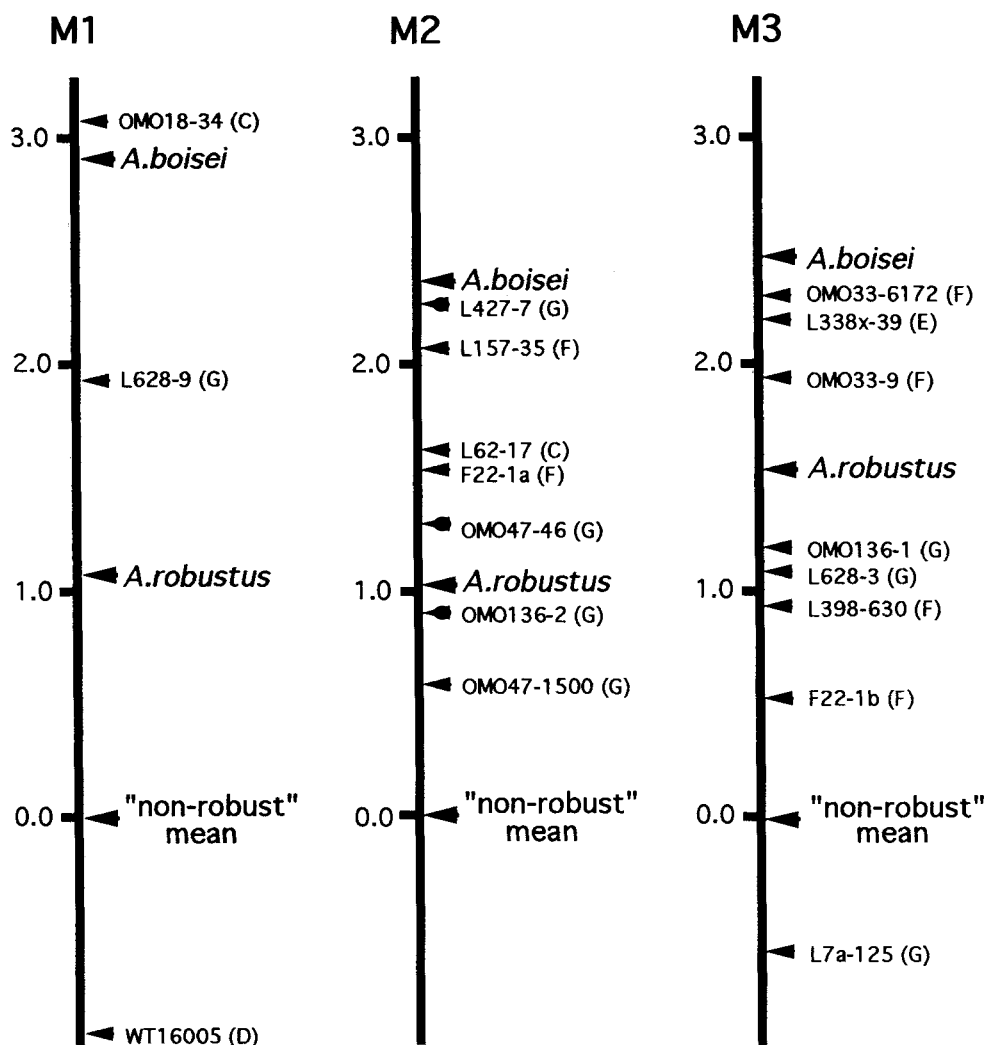 M1
3.0
OMO18-34 (C)
A.boisei
2.0
L628-9 (G)
A.robustus
1.0
0.0
"non-robust"
mean
WT16005 (D)
M2
3.0
A.boisei
L427-7 (G)
2.0
L157-35 (F)
L62-17 (C)
F22-1a (F)
OMO47-46 (G)
A.robustus
1.0
OMO136-2 (G)
OMO47-1500 (G)
0.0
"non-robust"
mean
M3
3.0
A.boisei
OMO33-6172 (F)
L338x-39 (E)
2.0
OMO33-9 (F)
A.robustus
OMO136-1 (G)
L628-3 (G)
1.0
L398-630 (F)
F22-1b (F)
0.0
"non-robust"
mean
L7a-125 (G)